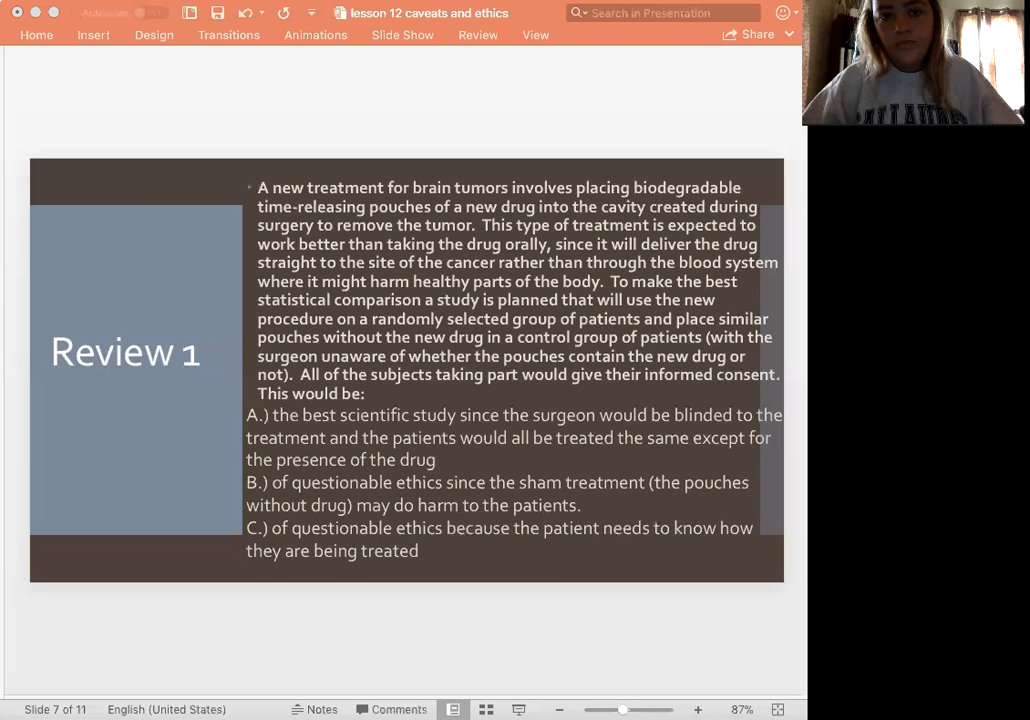 lesson 12 caveats and ethics
Search in Presentation
Home Insert Design Transitions Animations Slide Show Review View Share
A new treatment for brain tumors involves placing biodegradable
time-releasing pouches of a new drug into the cavity created during
surgery to remove the tumor. This type of treatment is expected to
work better than taking the drug orally, since it will deliver the drug
straight to the site of the cancer rather than through the blood system
where it might harm healthy parts of the body. To make the best
statistical comparison a study is planned that will use the new
procedure on a randomly selected group of patients and place similar
pouches without the new drug in a control group of patients (with the
surgeon unaware of whether the pouches contain the new drug or
not). All of the subjects taking part would give their informed consent.
This would be:
A.) the best scientific study since the surgeon would be blinded to the
treatment and the patients would all be treated the same except for
the presence of the drug
B.) of questionable ethics since the sham treatment (the pouches
without drug) may do harm to the patients.
C.) of questionable ethics because the patient needs to know how
they are being treated
Review 1
Slide 7 of 11 English (United States) Notes Comments 87%